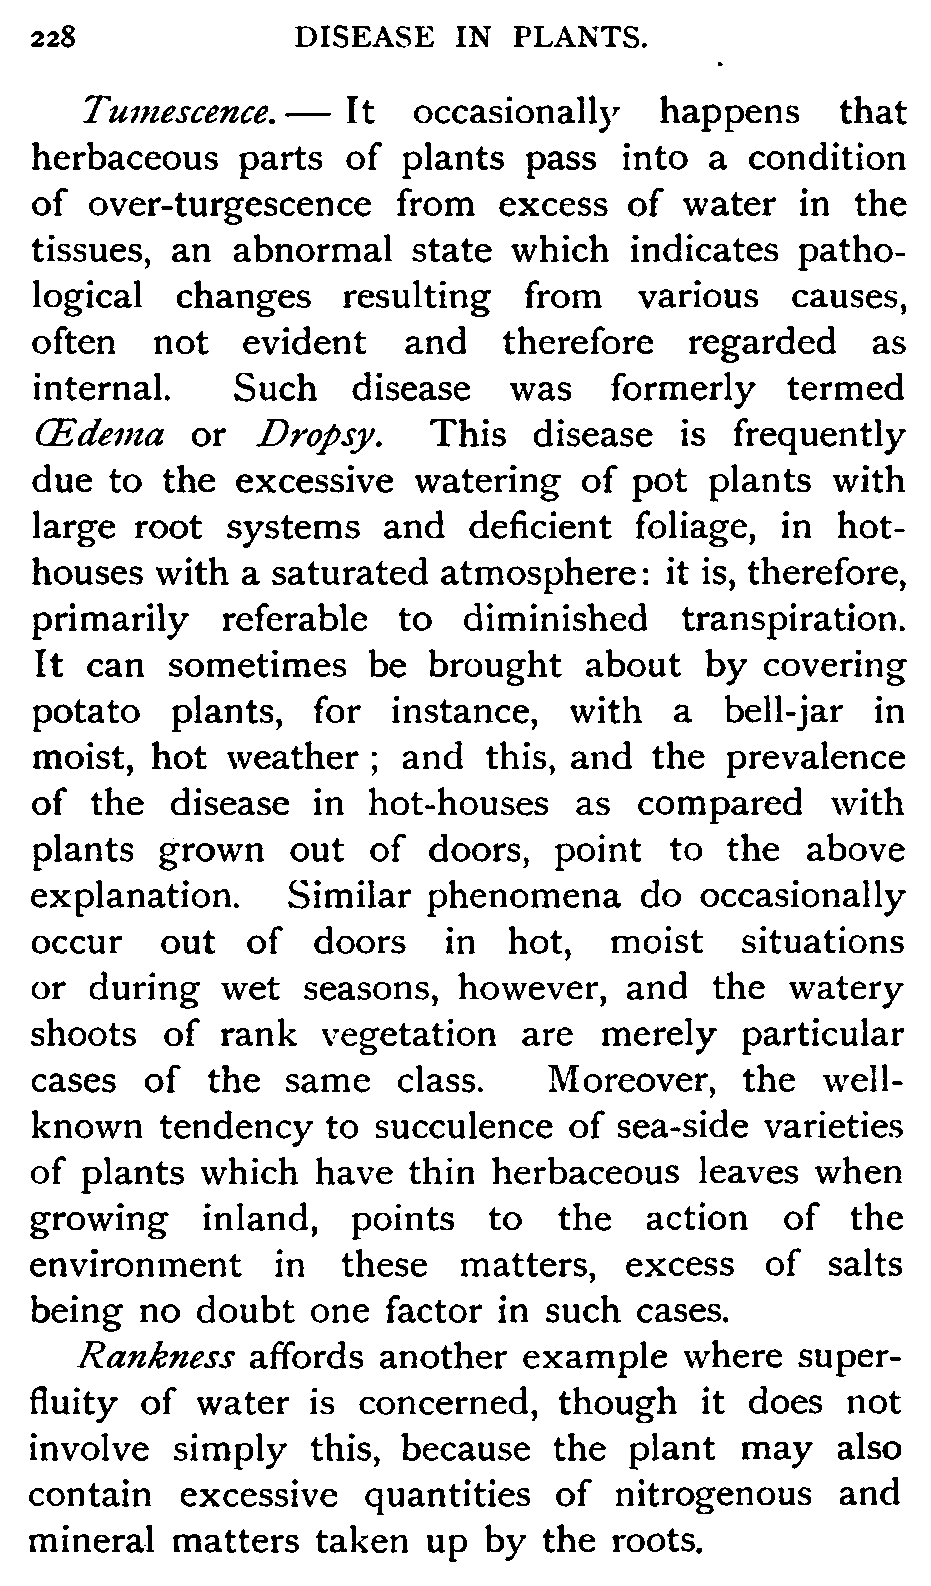 228 DISEASE IN PLANTS.
Tumescence. — It occasionally happens that
herbaceous parts of plants pass into a condition
of over-turgescence from excess of water in the
tissues, an abnormal state which indicates patho-
logical changes resulting from various causes,
often not evident and therefore regarded as
internal. Such disease was formerly termed
Œdema or Dropsy. This disease is frequently
due to the excessive watering of pot plants with
large root systems and deficient foliage, in hot-
houses with a saturated atmosphere: it is, therefore,
primarily referable to diminished transpiration.
It can sometimes be brought about by covering
potato plants, for instance, with a bell-jar in
moist, hot weather ; and this, and the prevalence
of the disease in hot-houses as compared with
plants grown out of doors, point to the above
explanation. Similar phenomena do occasionally
occur out of doors in hot, moist situations
or during wet seasons, however, and the watery
shoots of rank vegetation are merely particular
cases of the same class. Moreover, the well-
known tendency to succulence of sea-side varieties
of plants which have thin herbaceous leaves when
growing inland, points to the action of the
environment in these matters, excess of salts
being no doubt one factor in such cases.
Rankness affords another example where super-
fluity of water is concerned, though it does not
involve simply this, because the plant may also
contain excessive quantities of nitrogenous and
mineral matters taken up by the roots.